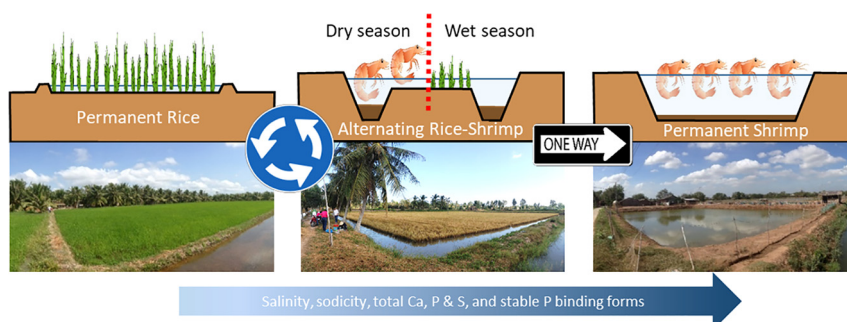 Dry season
Wet season
Permanent Rice
Alternating Rice-Shrimp
Permanent Shrimp
ONE WAY
Salinity, sodicity, total Ca, P & S, and stable P binding forms